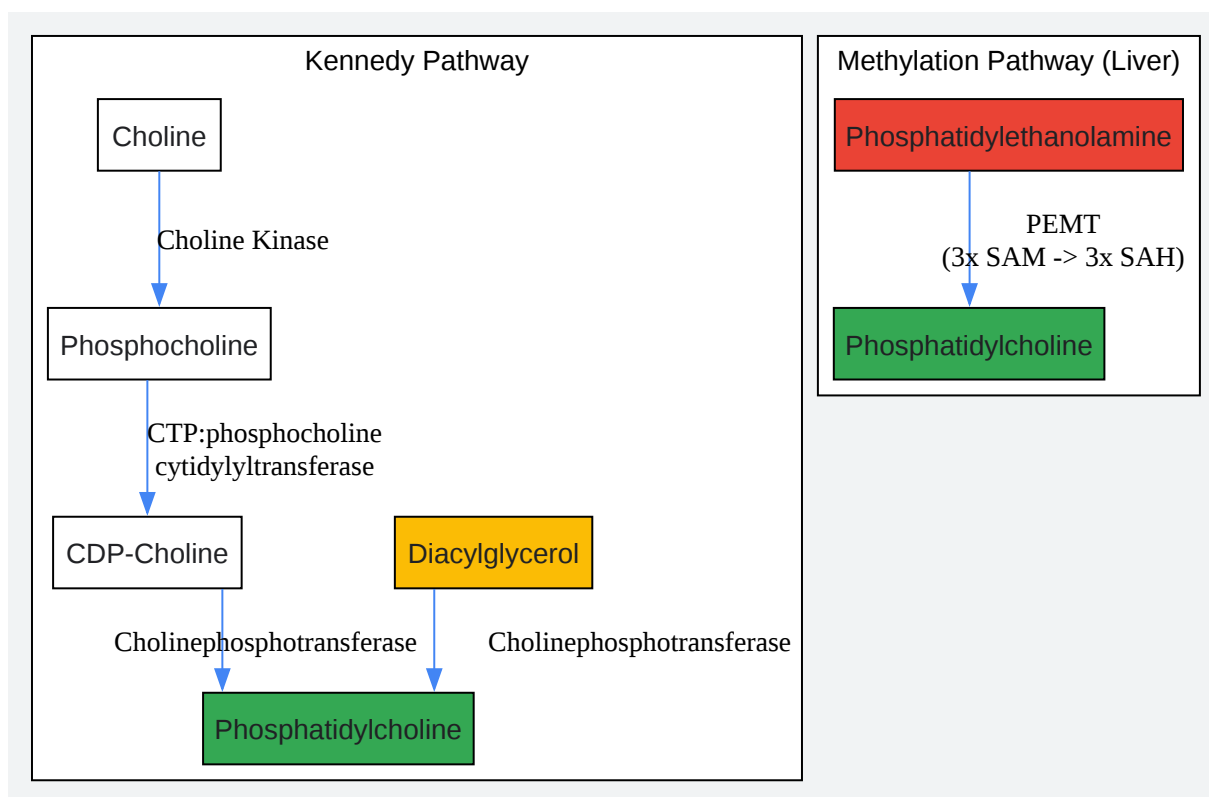 Kennedy Pathway
Choline
Choline Kinase
Phosphocholine
CTP:phosphocholine
cytidylyltransferase
CDP-Choline
Diacylglycerol
Cholinephosphotransferase
Cholinephosphotransferase
Phosphatidylcholine
Methylation Pathway (Liver)
Phosphatidylethanolamine
PEMT
(3x SAM -> 3x SAH)
Phosphatidylcholine